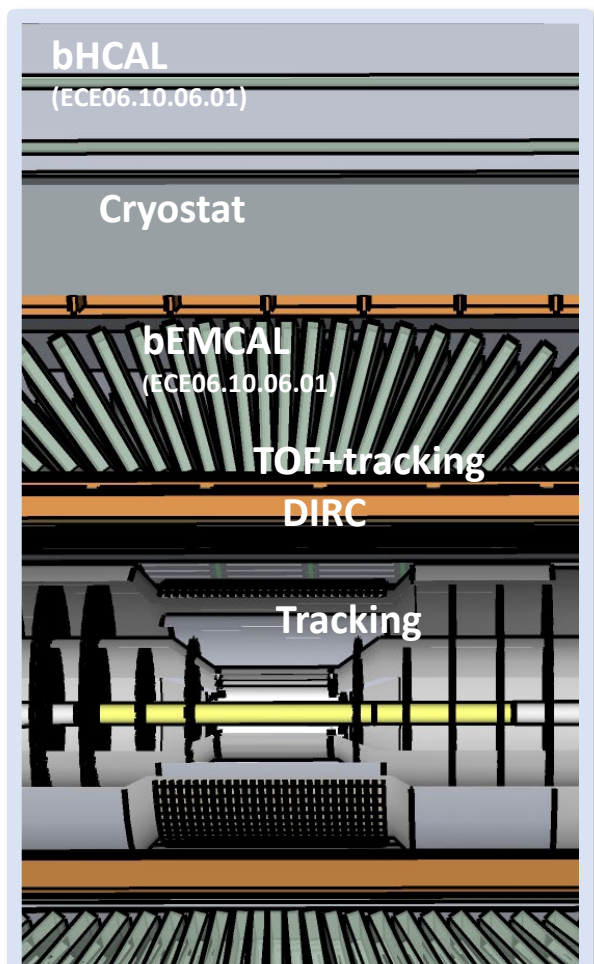 bHCAL
(ECE06.10.06.01)
Cryostat
bEMCAL
(ECE06.10.06.01)
TOF+tracking
DIRC
Tracking